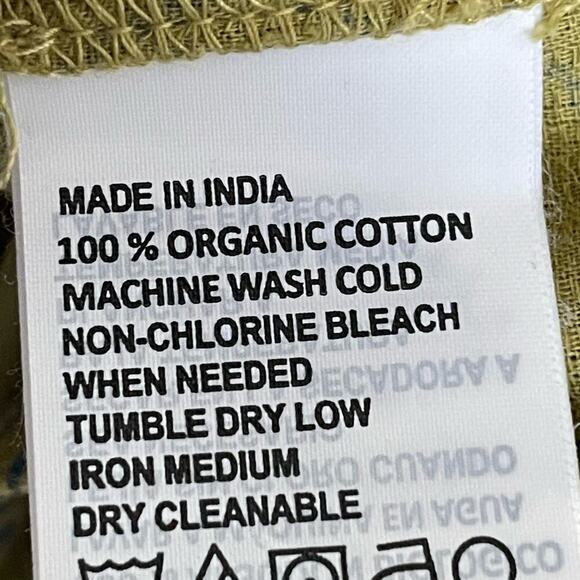 MADE IN INDIA
100 % ORGANIC COTTON
MACHINE WASH COLD
NON-CHLORINE BLEACH
WHEN NEEDED
TUMBLE DRY LOW
IRON MEDIUM
DRY CLEANABLE